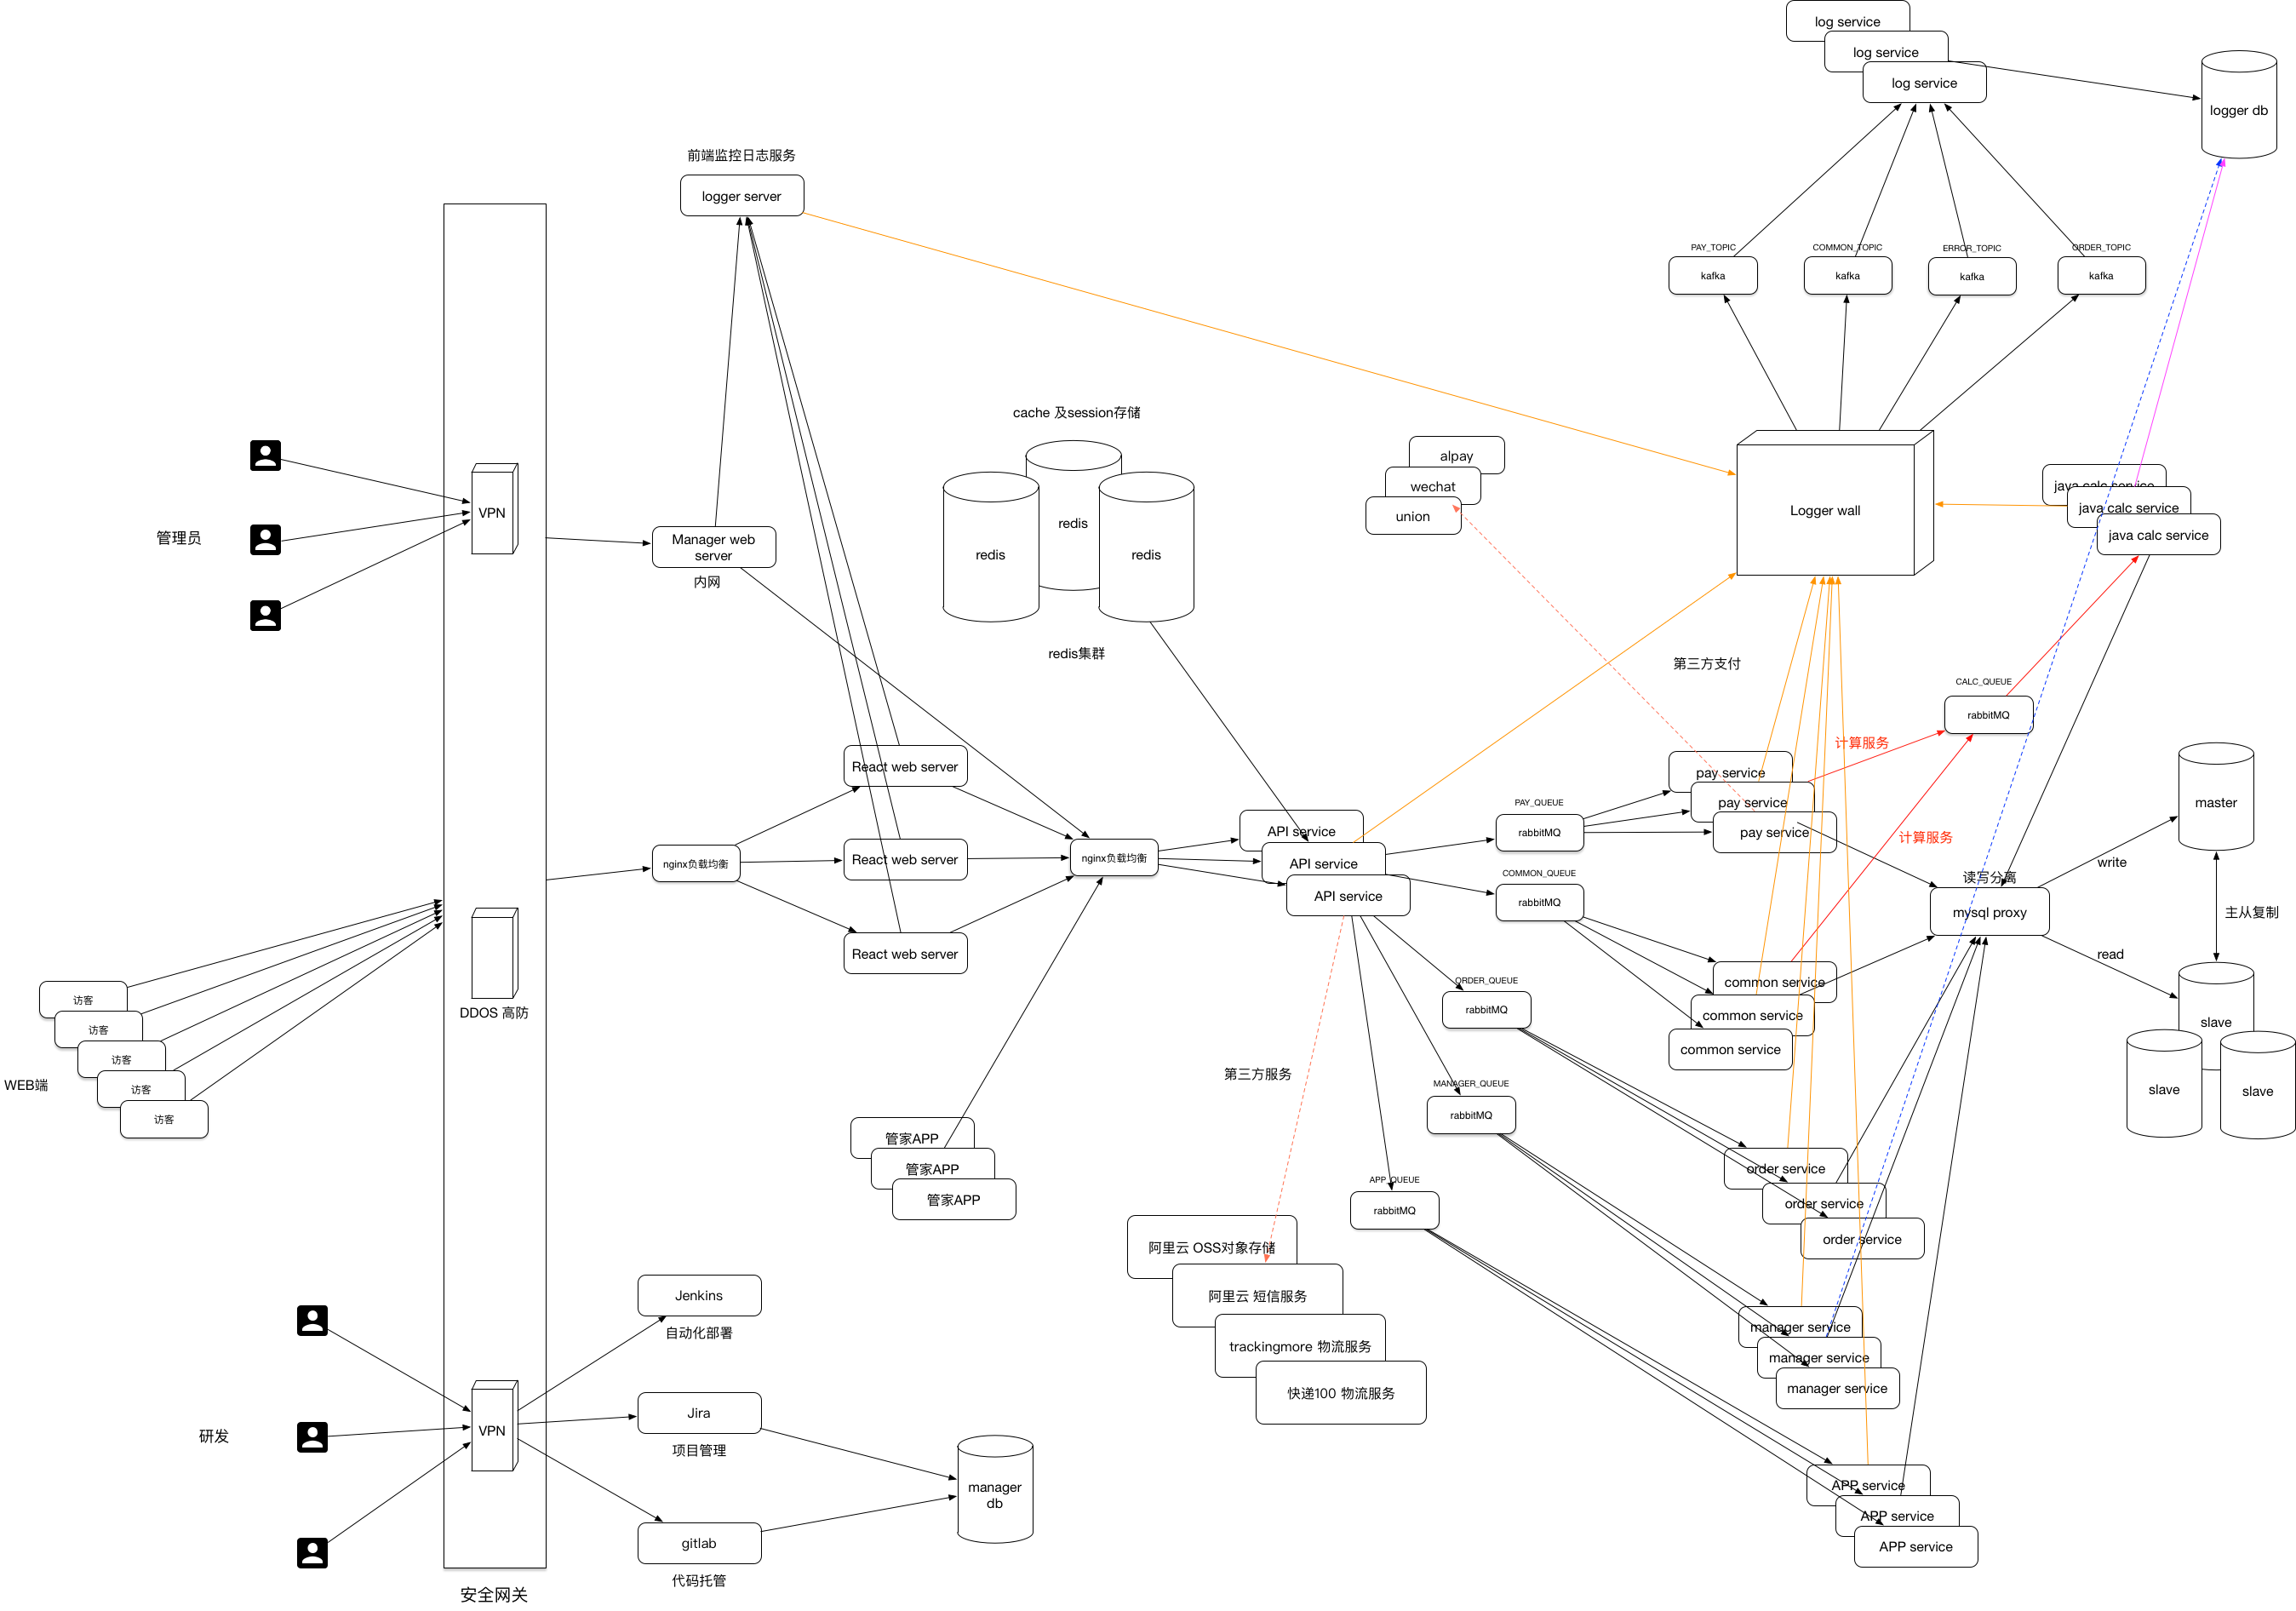 log service
log service
log service
logger db
前端监控日志服务
logger server
PAY_TOPIC
COMMON_TOPIC
ERROR_TOPIC
ORDER_TOPIC
kafka
kafka
kafka
kafka
cache 及session存储
redis
redis
redis
redis集群
alpay
wechat
union
第三方支付
Logger wall
java calc service
java calc service
java calc service
管理员
VPN
Manager web
server
内网
CALC_QUEUE
rabbitMQ
计算服务
计算服务
React web server
React web server
React web server
nginx负载均衡
nginx负载均衡
API service
API service
API service
PAY_QUEUE
rabbitMQ
COMMON_QUEUE
rabbitMQ
pay service
pay service
pay service
读写分离
mysql proxy
write
read
master
主从复制
slave
slave
slave
common service
common service
common service
DDOS 高防
WEB端
访客
访客
访客
访客
访客
ORDER_QUEUE
rabbitMQ
第三方服务
MANAGER_QUEUE
rabbitMQ
APP_QUEUE
rabbitMQ
管家APP
管家APP
管家APP
order service
order service
order service
阿里云 OSS对象存储
阿里云 短信服务
trackingmore 物流服务
快递100 物流服务
manager service
manager service
manager service
APP service
APP service
APP service
研发
VPN
Jenkins
自动化部署
Jira
项目管理
gitlab
代码托管
manager
db
安全网关